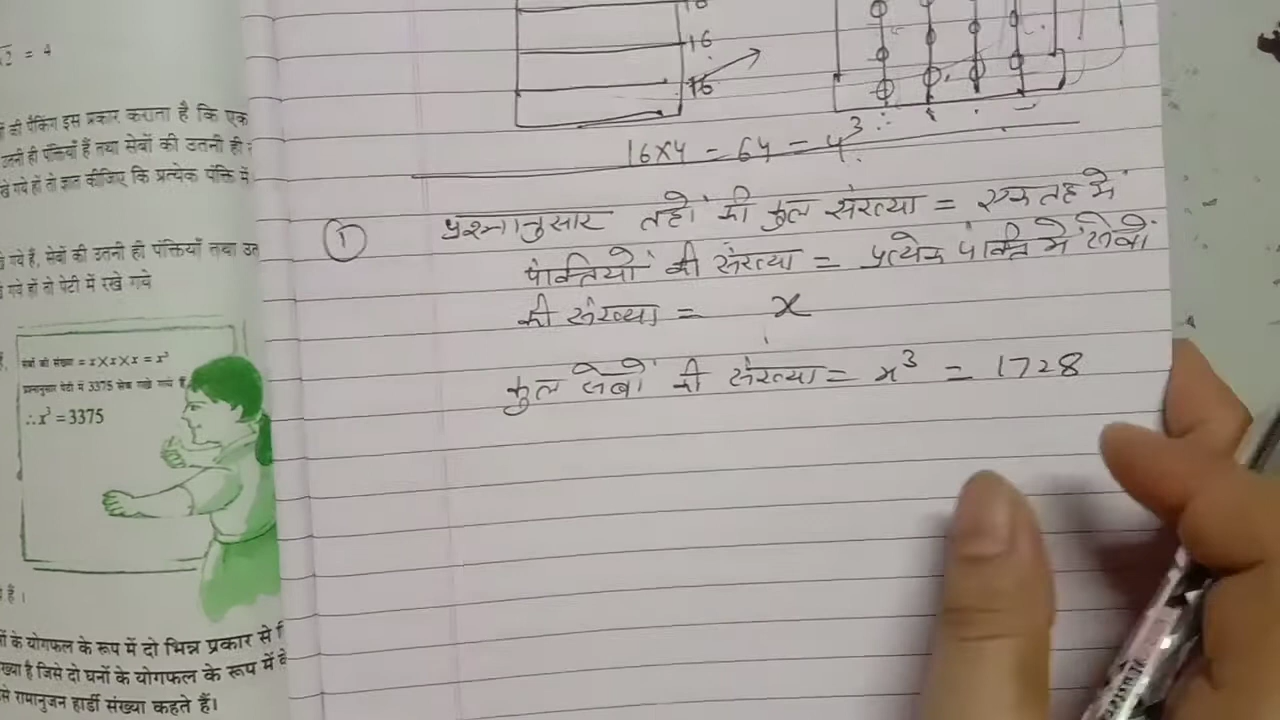 = 4
की पैकिंग इस प्रकार कराता है कि एक
उतनी ही पंक्तियाँ हैं तथा सेबों की उतनी ही
गये हों तो ज्ञात कीजिए कि प्रत्येक पंक्ति में
गये हैं, सेबों की उतनी ही पंक्तियाँ तथा उत
गये हों तो पेटी में रखे गये
सेबों की संख्या = x×x×x = x³
प्रश्नानुसार पेटी में 3375 सेब रखे गये हैं
∴x³ = 3375
हैं ।
के योगफल के रूप में दो भिन्न प्रकार से
ख्या है जिसे दो घनों के योगफल के रूप में
से रामानुजन हार्डी संख्या कहते हैं।
16
16
16×4 = 64 = 4³
① प्रश्नानुसार तहों की कुल संख्या = एक तह में
पंक्तियों की संख्या = प्रत्येक पंक्ति में सेबों
की संख्या = x
कुल सेबों की संख्या = x³ = 1728